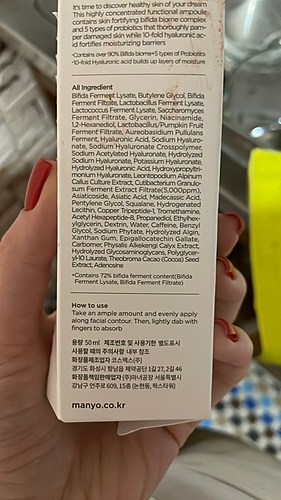 It's time to discover healthy skin of your dream
This highly concentrated functional ampoule
contains skin fortifying bifida biome complex
and 5 types of probiotics that thoroughly pam-
per damaged skin while 10-fold hyaluronic ac-
id fortifies moisturizing barriers
*Contains over 90% Bifida biome+5 types of Probiotics
·10-fold Hyaluronic acid builds up layers of moisture
All Ingredient
Bifida Ferment Lysate, Butylene Glycol, Bifida
Ferment Filtrate, Lactobacillus Ferment Lysate,
Lactococcus Ferment Lysate, Saccharomyces
Ferment Filtrate, Glycerin, Niacinamide,
1,2-Hexanediol, Lactobacillus/Pumpkin Fruit
Ferment Filtrate, Aureobasidium Pullulans
Ferment, Hyaluronic Acid, Sodium Hyaluro-
nate, Sodium Hyaluronate Crosspolymer,
Sodium Acetylated Hyaluronate, Hydrolyzed
Sodium Hyaluronate, Potassium Hyaluronate,
Hydrolyzed Hyaluronic Acid, Hydroxypropyltri-
monium Hyaluronate, Leontopodium Alpinum
Callus Culture Extract, Cutibacterium Granulo-
sum Ferment Extract Filtrate(5,000ppm),
Asiaticoside, Asiatic Acid, Madecassic Acid,
Pentylene Glycol, Squalane, Hydrogenated
Lecithin, Copper Tripeptide-1, Tromethamine,
Acetyl Hexapeptide-8, Propanediol, Ethylhex-
ylglycerin, Dextrin, Water, Caffeine, Benzyl
Glycol, Sodium Phytate, Hydrolyzed Algin,
Xanthan Gum, Epigallocatechin Gallate,
Carbomer, Physalis Alkekengi Calyx Extract,
Hydrolyzed Glycosaminoglycans, Polyglycer-
yl-10 Laurate, Theobroma Cacao (Cocoa) Seed
Extract, Adenosine
*Contains 72% bifida ferment content(Bifida
Ferment Lysate, Bifida Ferment Filtrate)
How to use
Take an ample amount and evenly apply
along facial contour. Then, lightly dab with
fingers to absorb
용량 50ml 제조번호 및 사용기한 별도표시
사용할 때의 주의사항 내부 참조
화장품제조업자 코스맥스(주)
경기도 화성시 향남읍 제약공단 1길 27, 2길 46
화장품책임판매업자 (주)마녀공장 서울특별시
강남구 언주로 609, 15층 (논현동, 팍스타워)
manyo.co.kr